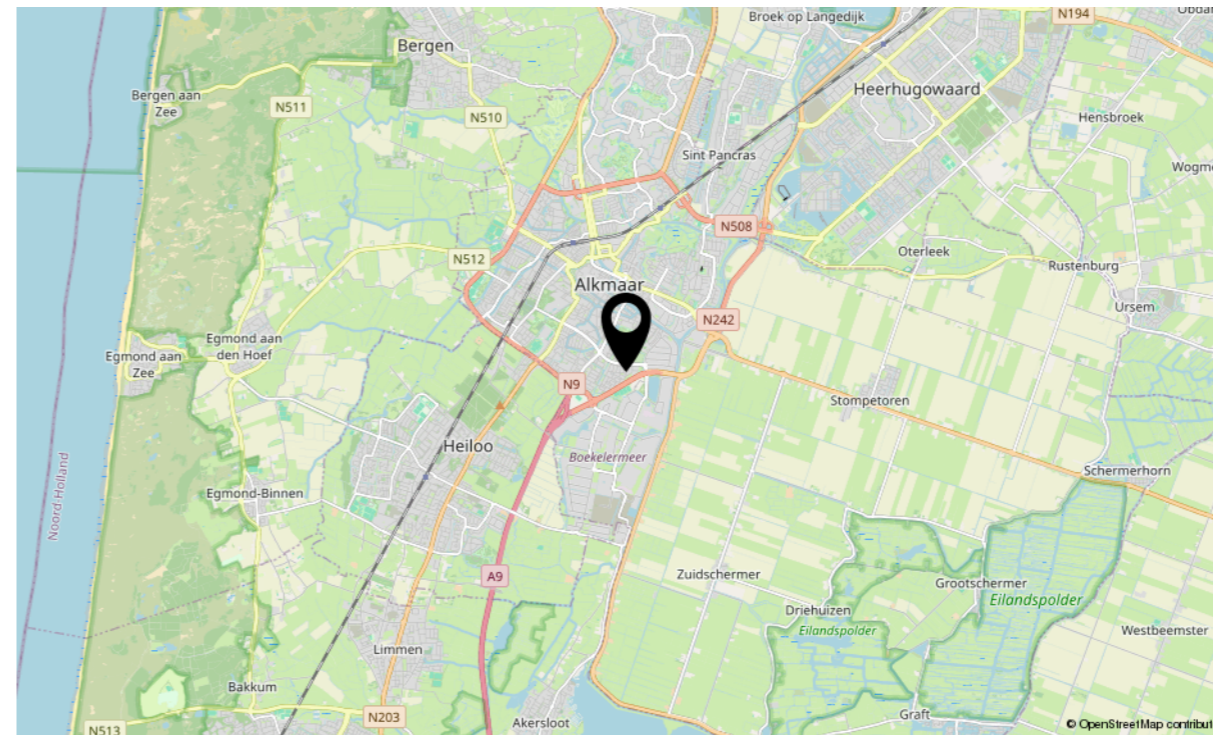 Broek op Langedijk
N194
Obda
Bergen
Heerhugowaard
Bergen aan
Zee
N511
N510
Hensbroek
Sint Pancras
Wogm
N508
Oterleek
N512
Rustenburg
Alkmaar
Ursem
N242
Egmond aan
den Hoef
Egmond aan
Zee
N9
Stompetoren
Heiloo
Boekelermeer
Schermerhorn
Noord-Holland
Egmond-Binnen
A9
Zuidschermer
Grootschermer
Eilandspolder
Driehuizen
Eilandspolder
Westbeemster
Limmen
Bakkum
N203
Graft
Akersloot
N513
© OpenStreetMap contribut